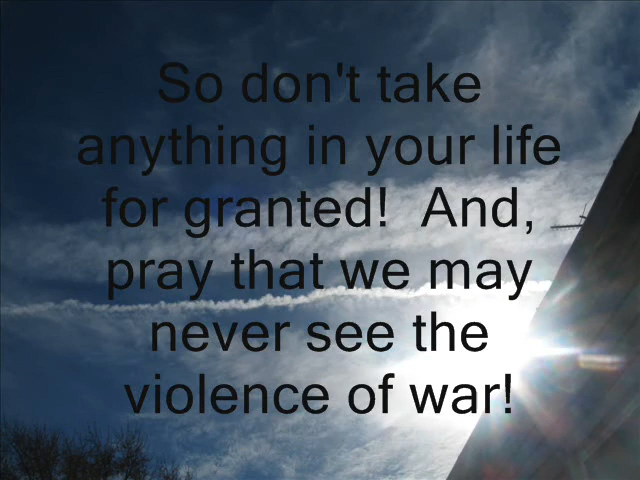 So don't take
anything in your life
for granted!  And,
pray that we may
never see the
violence of war!